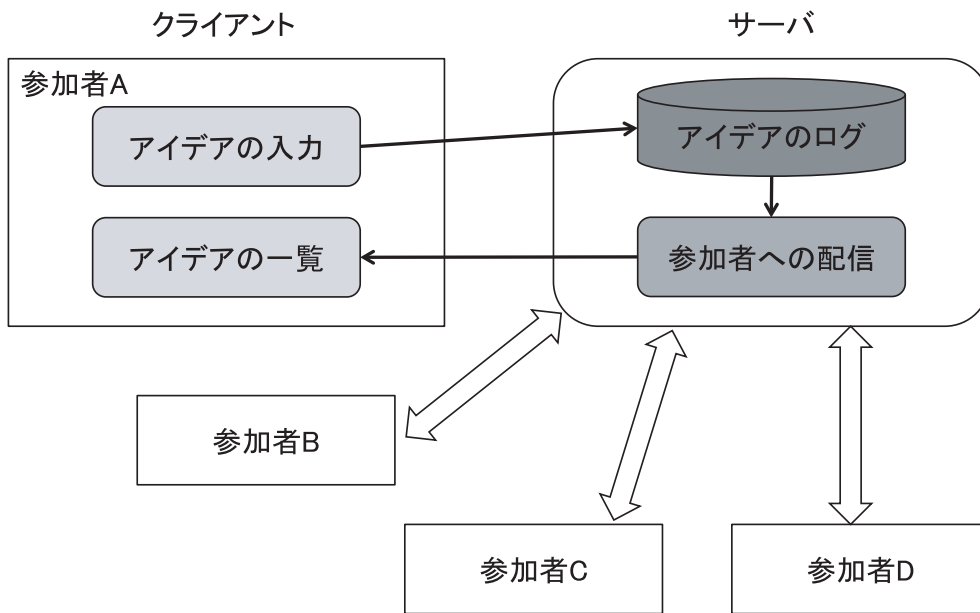 クライアント
サーバ
参加者A
アイデアの入力
アイデアのログ
アイデアの一覧
参加者への配信
参加者B
参加者C
参加者D